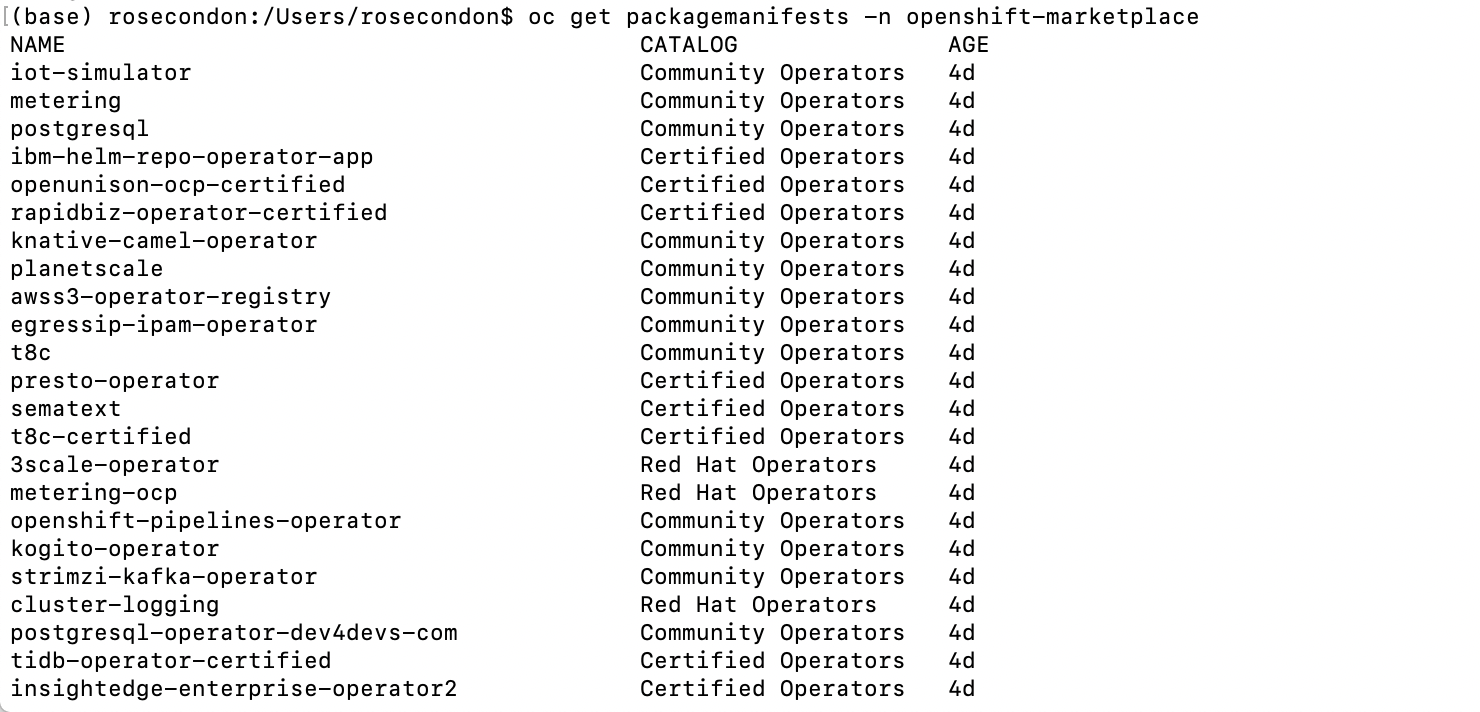 (base) rosecondon:/Users/rosecondon$ oc get packagemanifests -n openshift-marketplace
NAME CATALOG AGE
iot-simulator Community Operators 4d
metering Community Operators 4d
postgresql Community Operators 4d
ibm-helm-repo-operator-app Certified Operators 4d
openunison-ocp-certified Certified Operators 4d
rapidbiz-operator-certified Certified Operators 4d
knative-camel-operator Community Operators 4d
planetscale Community Operators 4d
awss3-operator-registry Community Operators 4d
egressip-ipam-operator Community Operators 4d
t8c Community Operators 4d
presto-operator Certified Operators 4d
sematext Certified Operators 4d
t8c-certified Certified Operators 4d
3scale-operator Red Hat Operators 4d
metering-ocp Red Hat Operators 4d
openshift-pipelines-operator Community Operators 4d
kogito-operator Community Operators 4d
strimzi-kafka-operator Community Operators 4d
cluster-logging Red Hat Operators 4d
postgresql-operator-dev4devs-com Community Operators 4d
tidb-operator-certified Certified Operators 4d
insightedge-enterprise-operator2 Certified Operators 4d